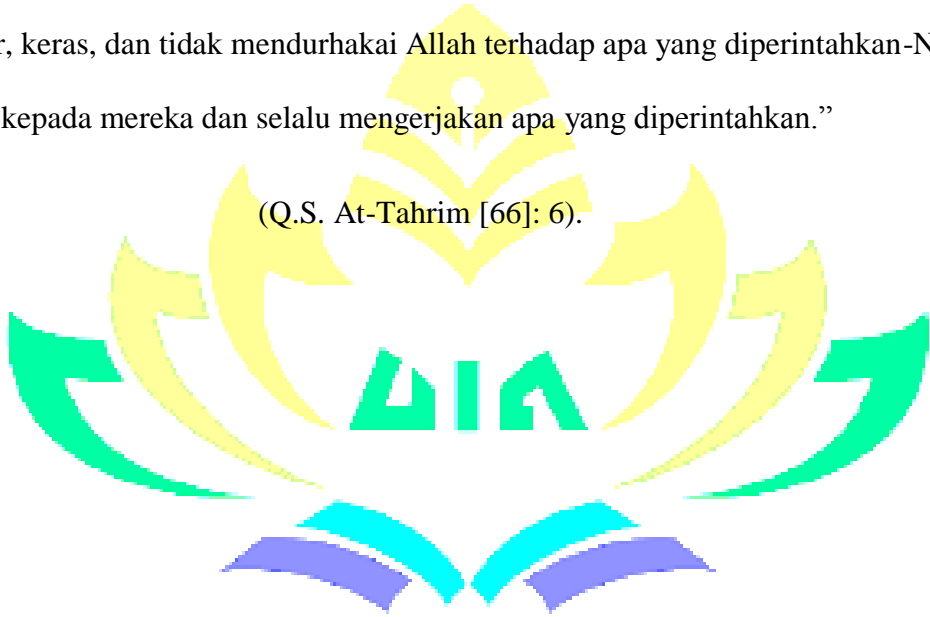 , keras, dan tidak mendurhakai Allah terhadap apa yang diperintahkan-N
kepada mereka dan selalu mengerjakan apa yang diperintahkan.”
(Q.S. At-Tahrim [66]: 6).
UIN